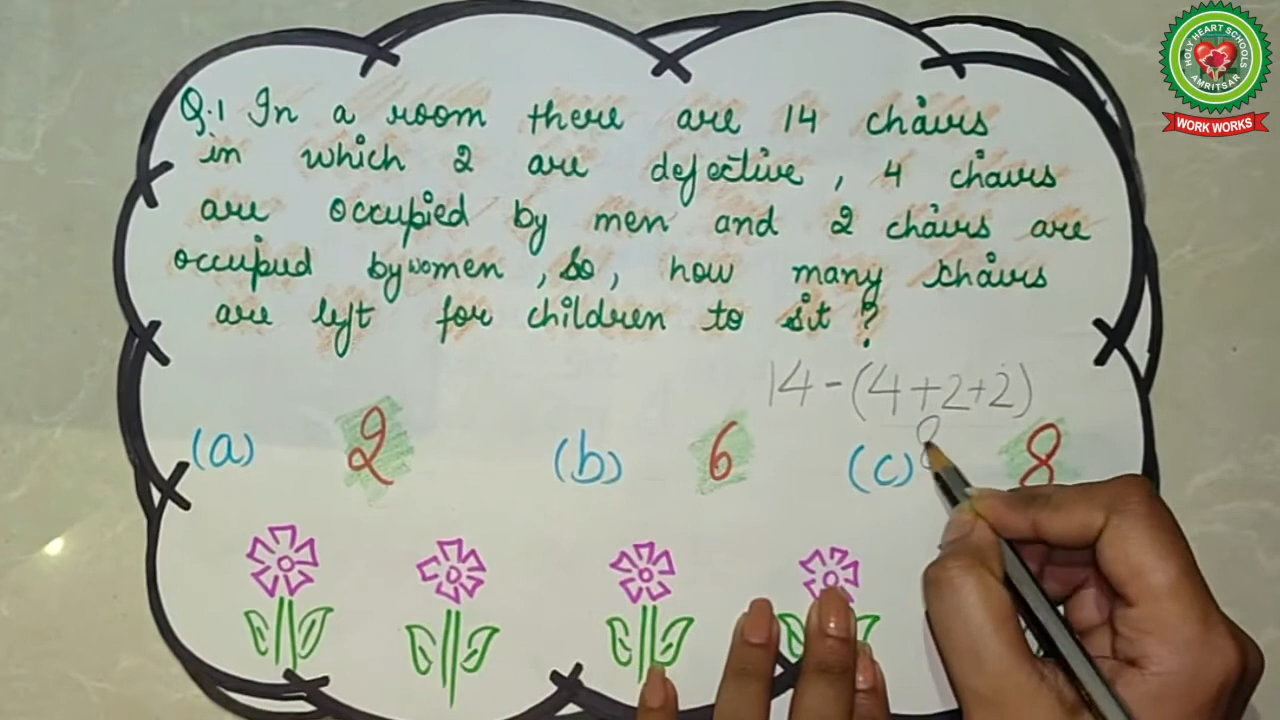 HOLY HEART SCHOOLS
AMRITSAR
WORK WORKS
Q.1 In a room there are 14 chairs
in which 2 are defective, 4 chairs
are occupied by men and 2 chairs are
occupied by women, so, how many chairs
are left for children to sit?
14-(4+2+2)
8
(a) 2 (b) 6 (c) 8